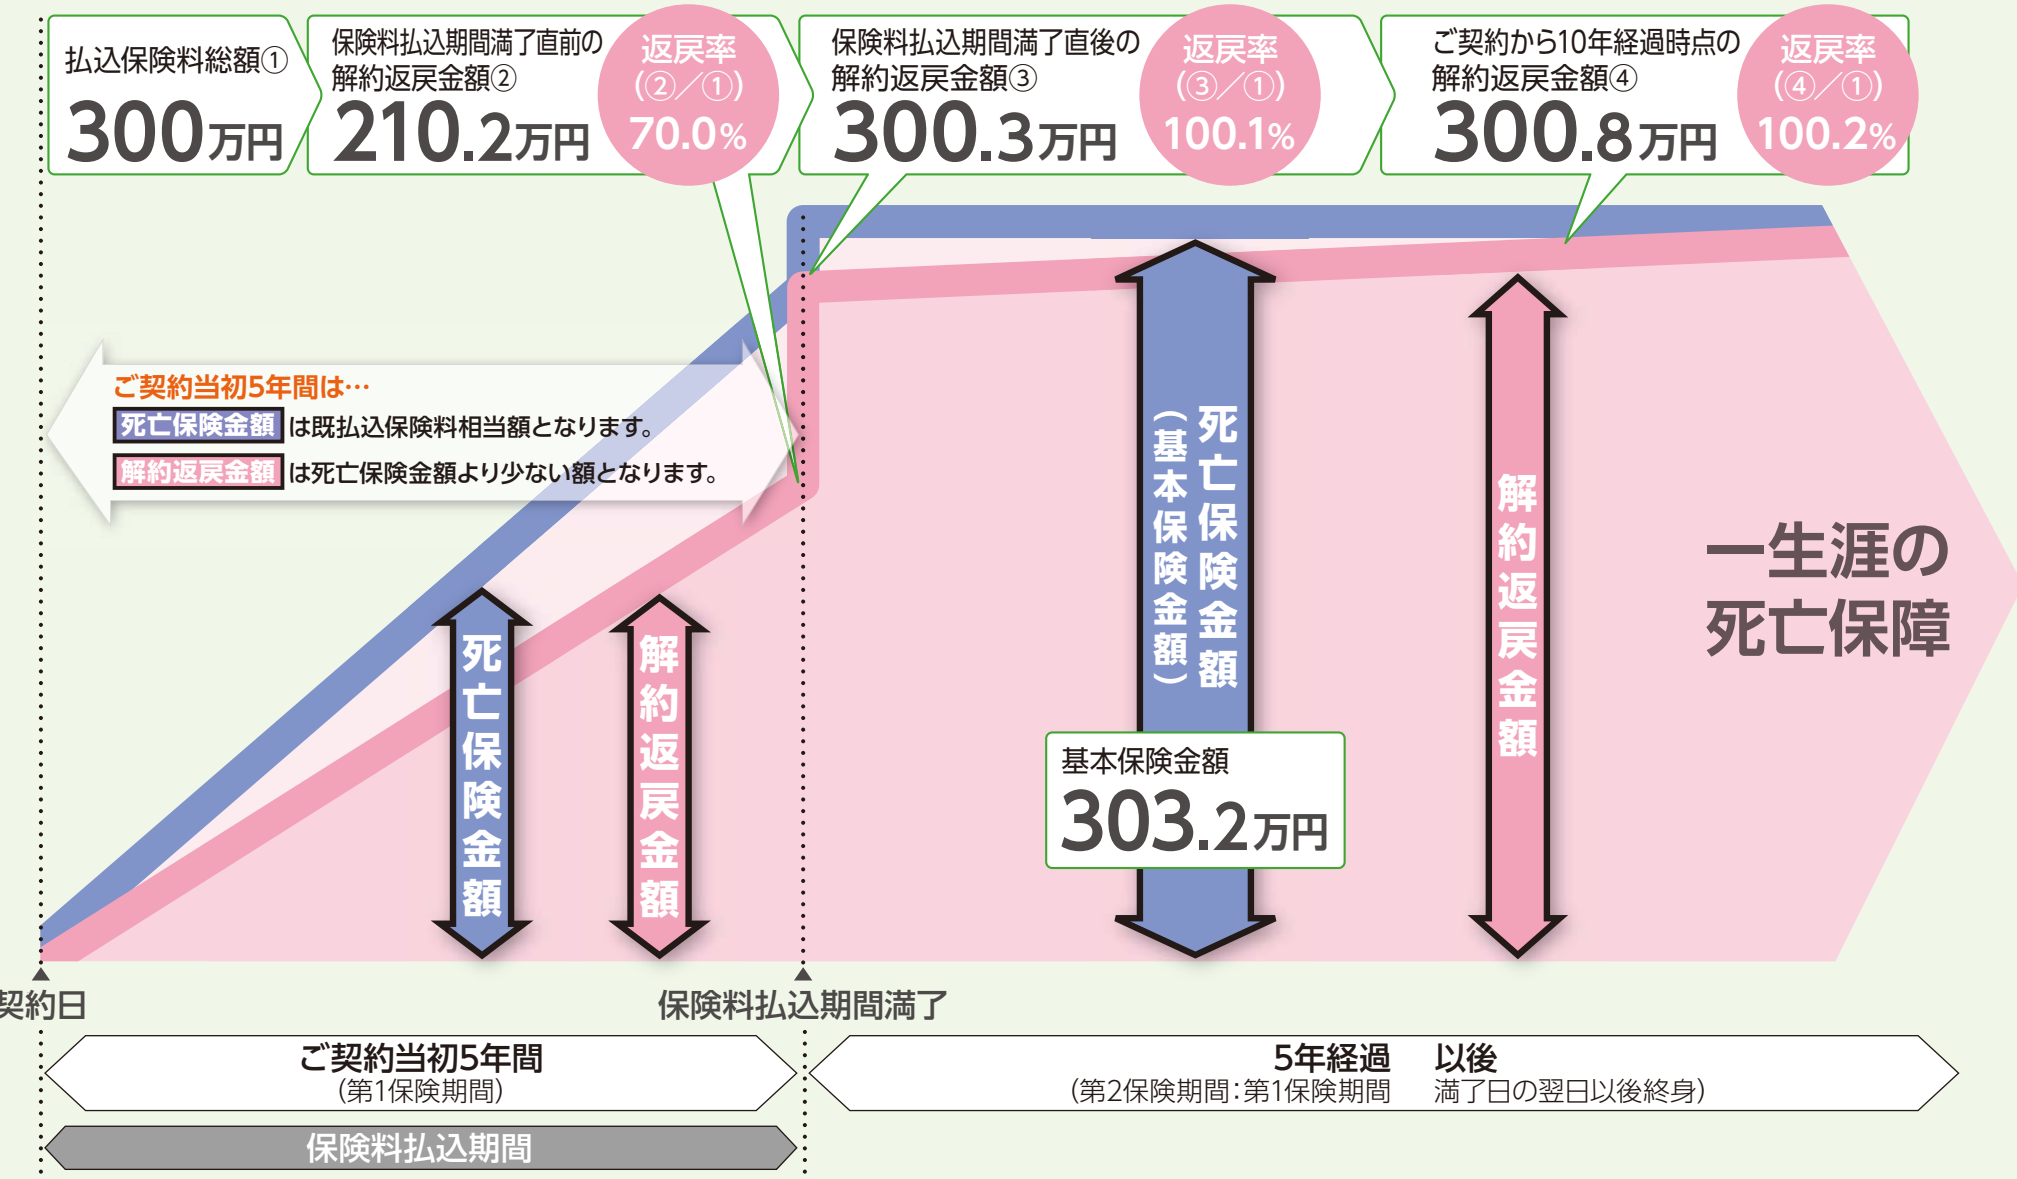 払込保険料総額①
300万円
保険料払込期間満了直前の
解約返戻金額②
210.2万円
返戻率
(②／①)
70.0%
保険料払込期間満了直後の
解約返戻金額③
300.3万円
返戻率
(③／①)
100.1%
ご契約から10年経過時点の
解約返戻金額④
300.8万円
返戻率
(④／①)
100.2%
ご契約当初5年間は…
死亡保険金額は既払込保険料相当額となります。
解約返戻金額は死亡保険金額より少ない額となります。
死亡保険金額
解約返戻金額
死亡保険金額
（基本保険金額）
基本保険金額
303.2万円
解約返戻金額
一生涯の
死亡保障
契約日
保険料払込期間満了
ご契約当初5年間
(第1保険期間)
5年経過 以後
(第2保険期間：第1保険期間 満了日の翌日以後終身)
保険料払込期間